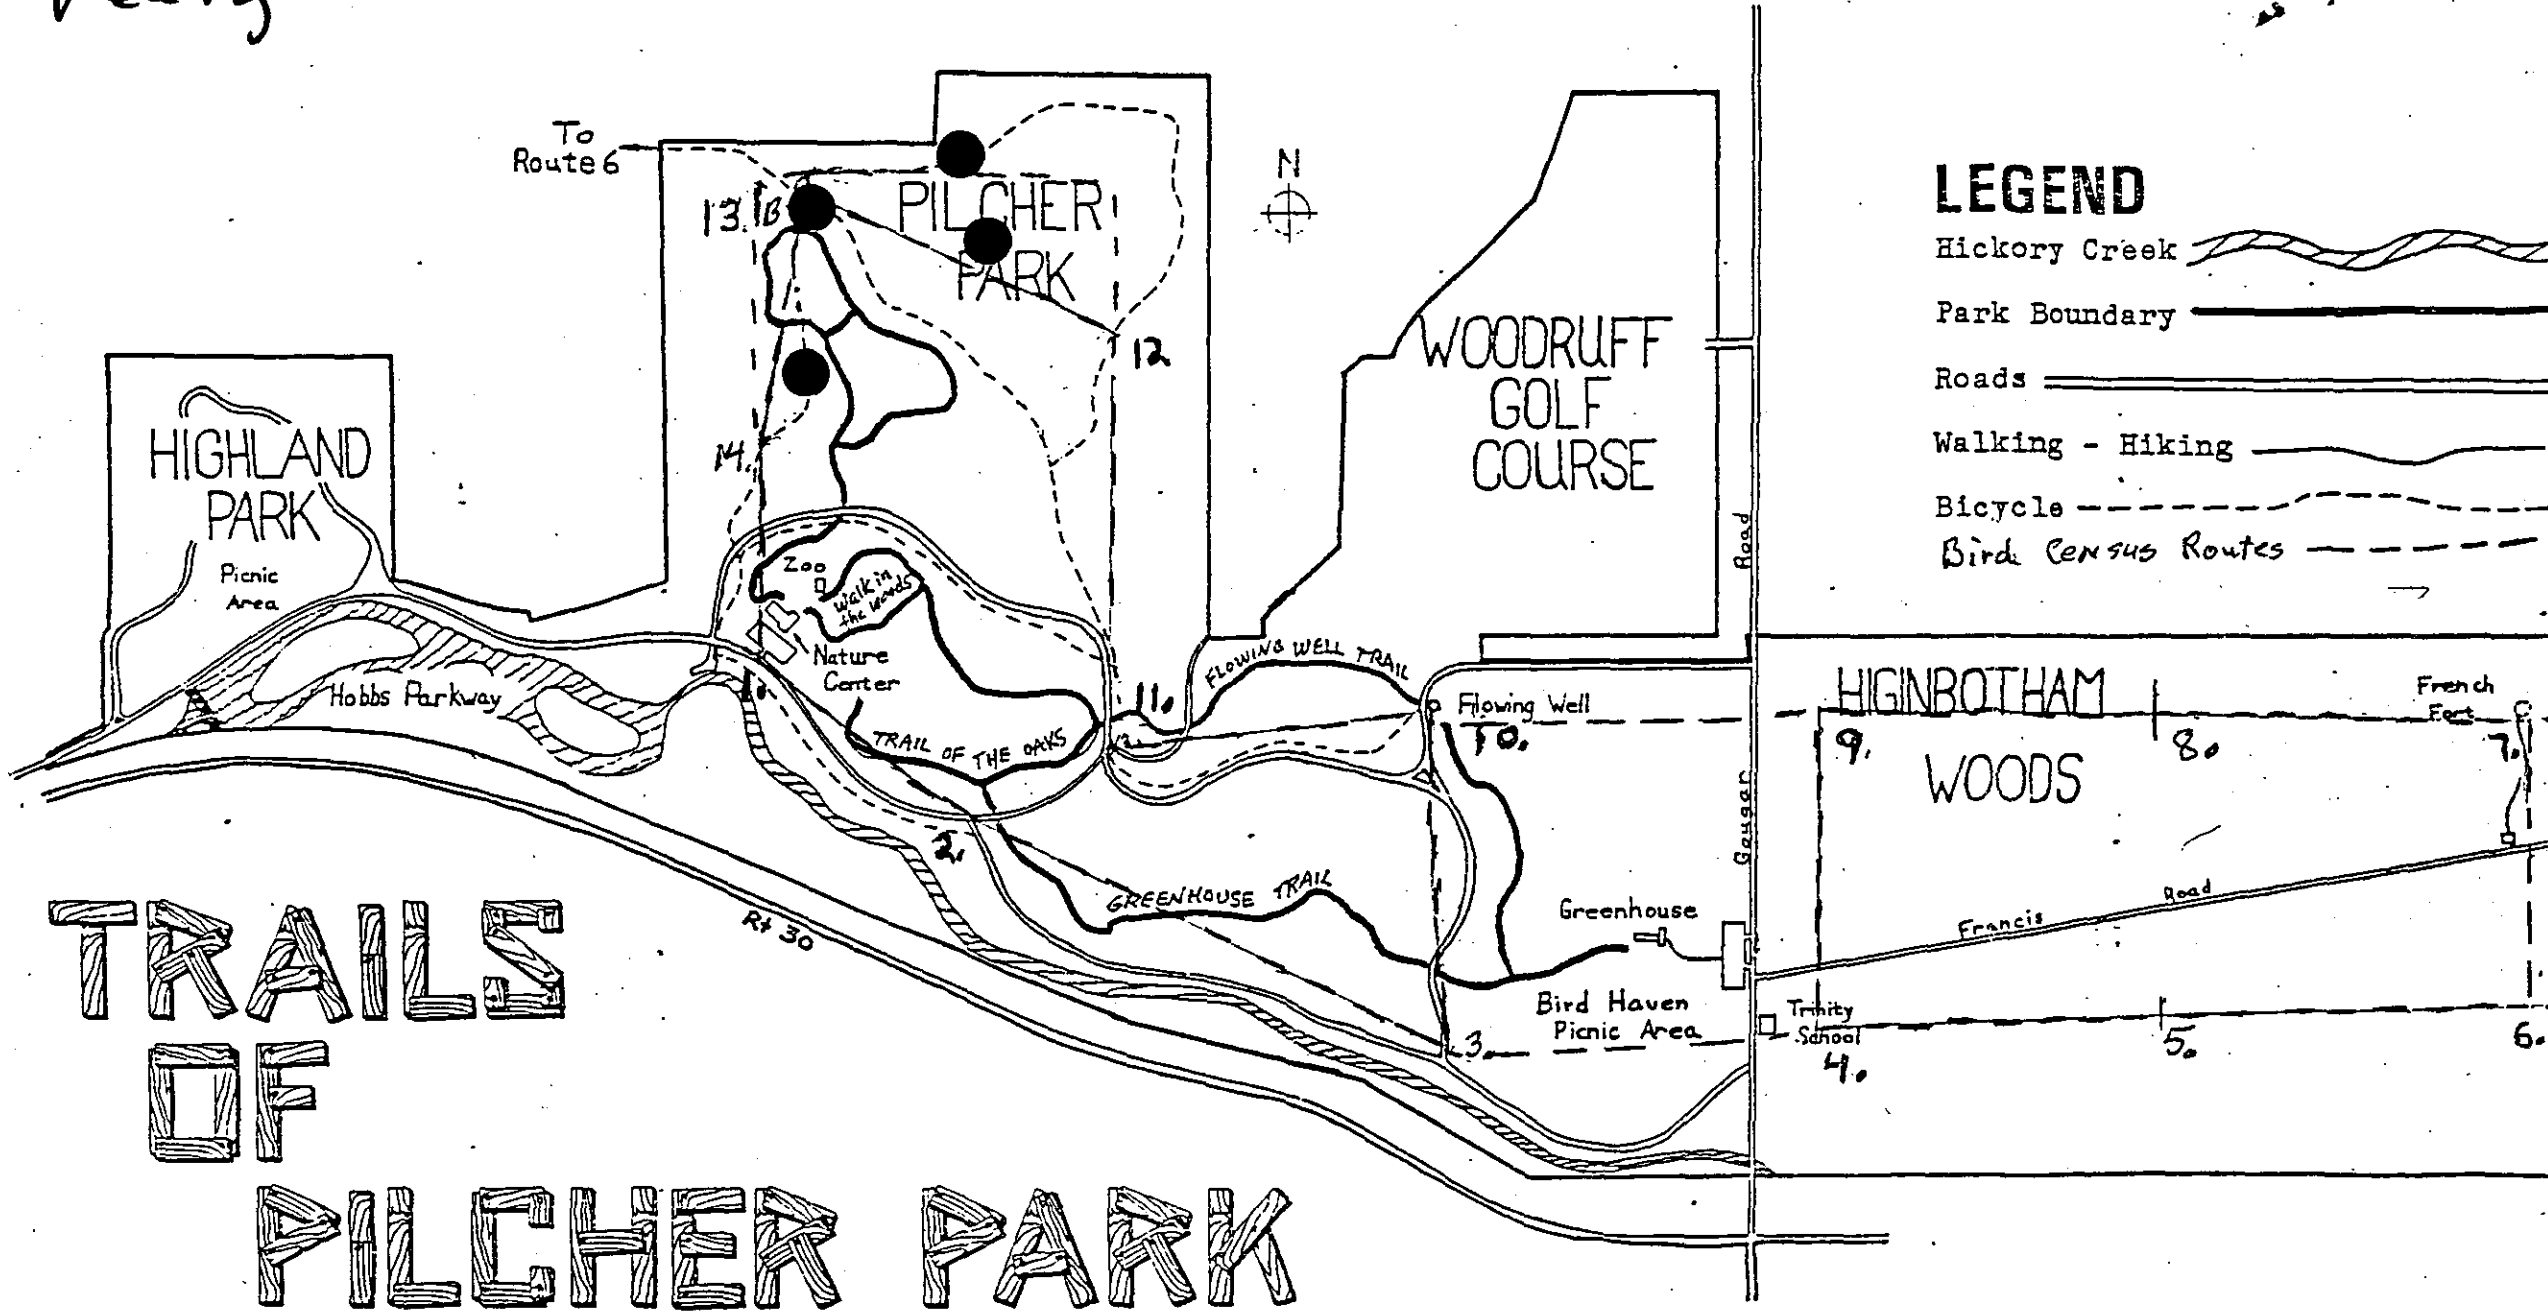 To
Route 6
N
13.
B
PILCHER
PARK
12
14.
HIGHLAND
PARK
Picnic
Area
WOODRUFF
GOLF
COURSE
LEGEND
Hickory Creek
Park Boundary
Roads
Walking - Hiking
Bicycle
Bird Census Routes
Zoo
Walk in
the woods
Nature
Center
Hobbs Parkway
1.
TRAIL OF THE OAKS
2.
11.
FLOWING WELL TRAIL
Flowing Well
10.
Gougar
Road
HIGINBOTHAM
WOODS
9.
8.
French
Fort
7.
GREENHOUSE TRAIL
Greenhouse
Bird Haven
Picnic Area
Francis
Road
Trinity
School
3.
4.
5.
6.
Rt 30
TRAILS
OF
PILCHER PARK